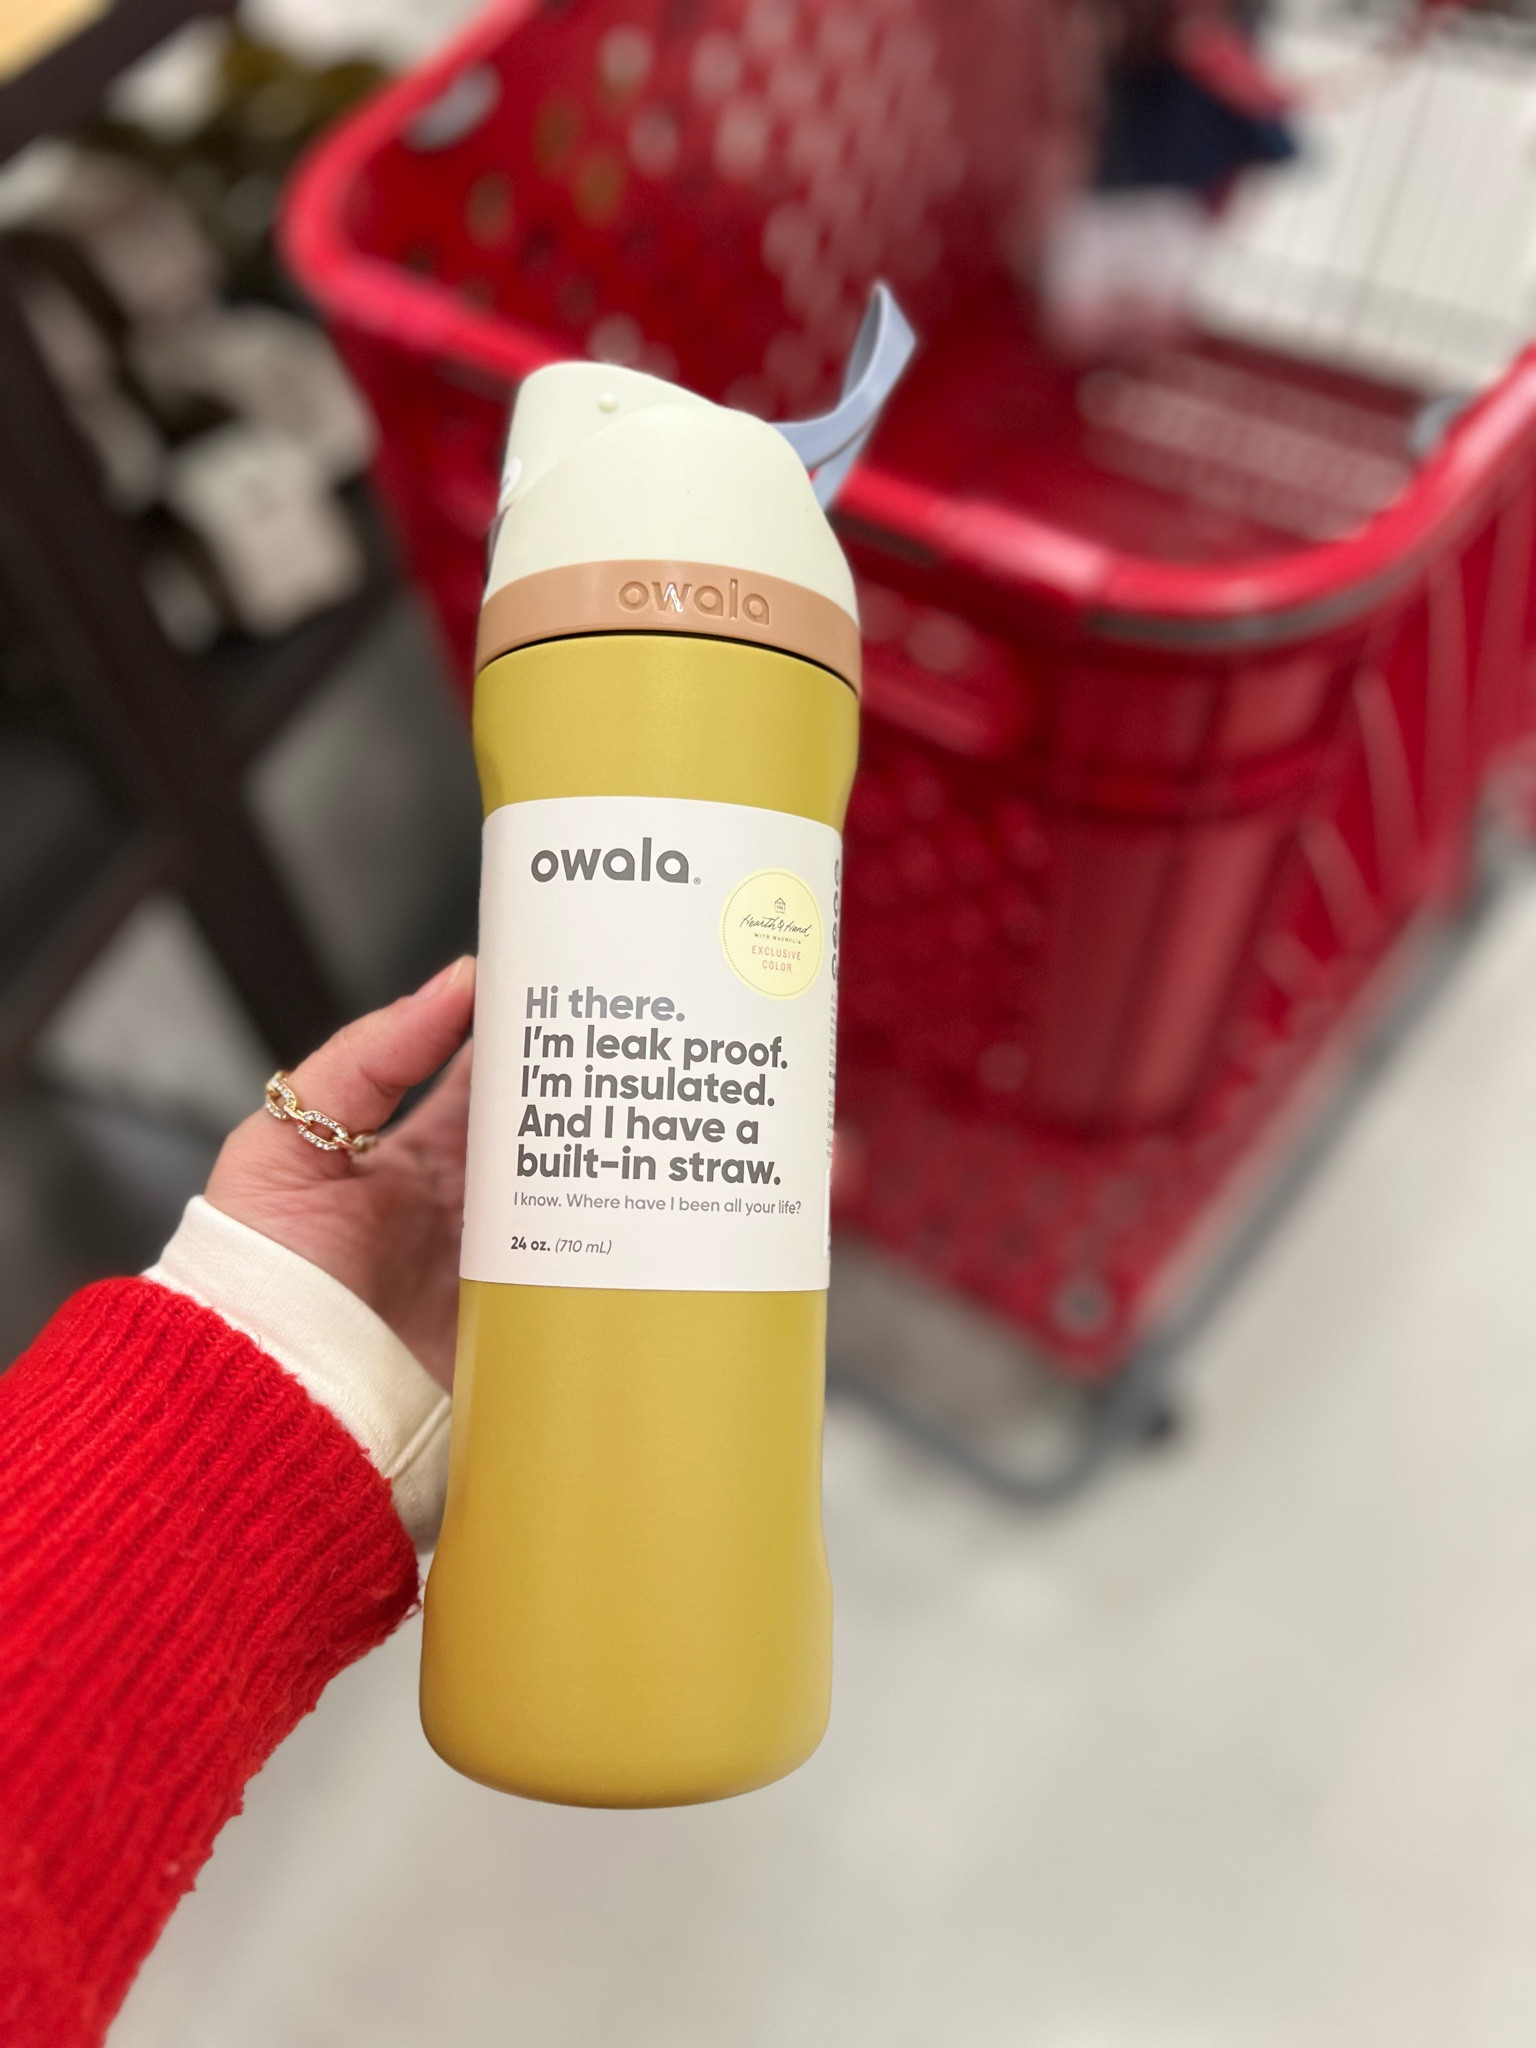 owala
owala®
Hearth & Hand
WITH MAGNOLIA
EXCLUSIVE
COLOR
Hi there.
I'm leak proof.
I'm insulated.
And I have a
built-in straw.
I know. Where have I been all your life?
24 oz. (710 mL)